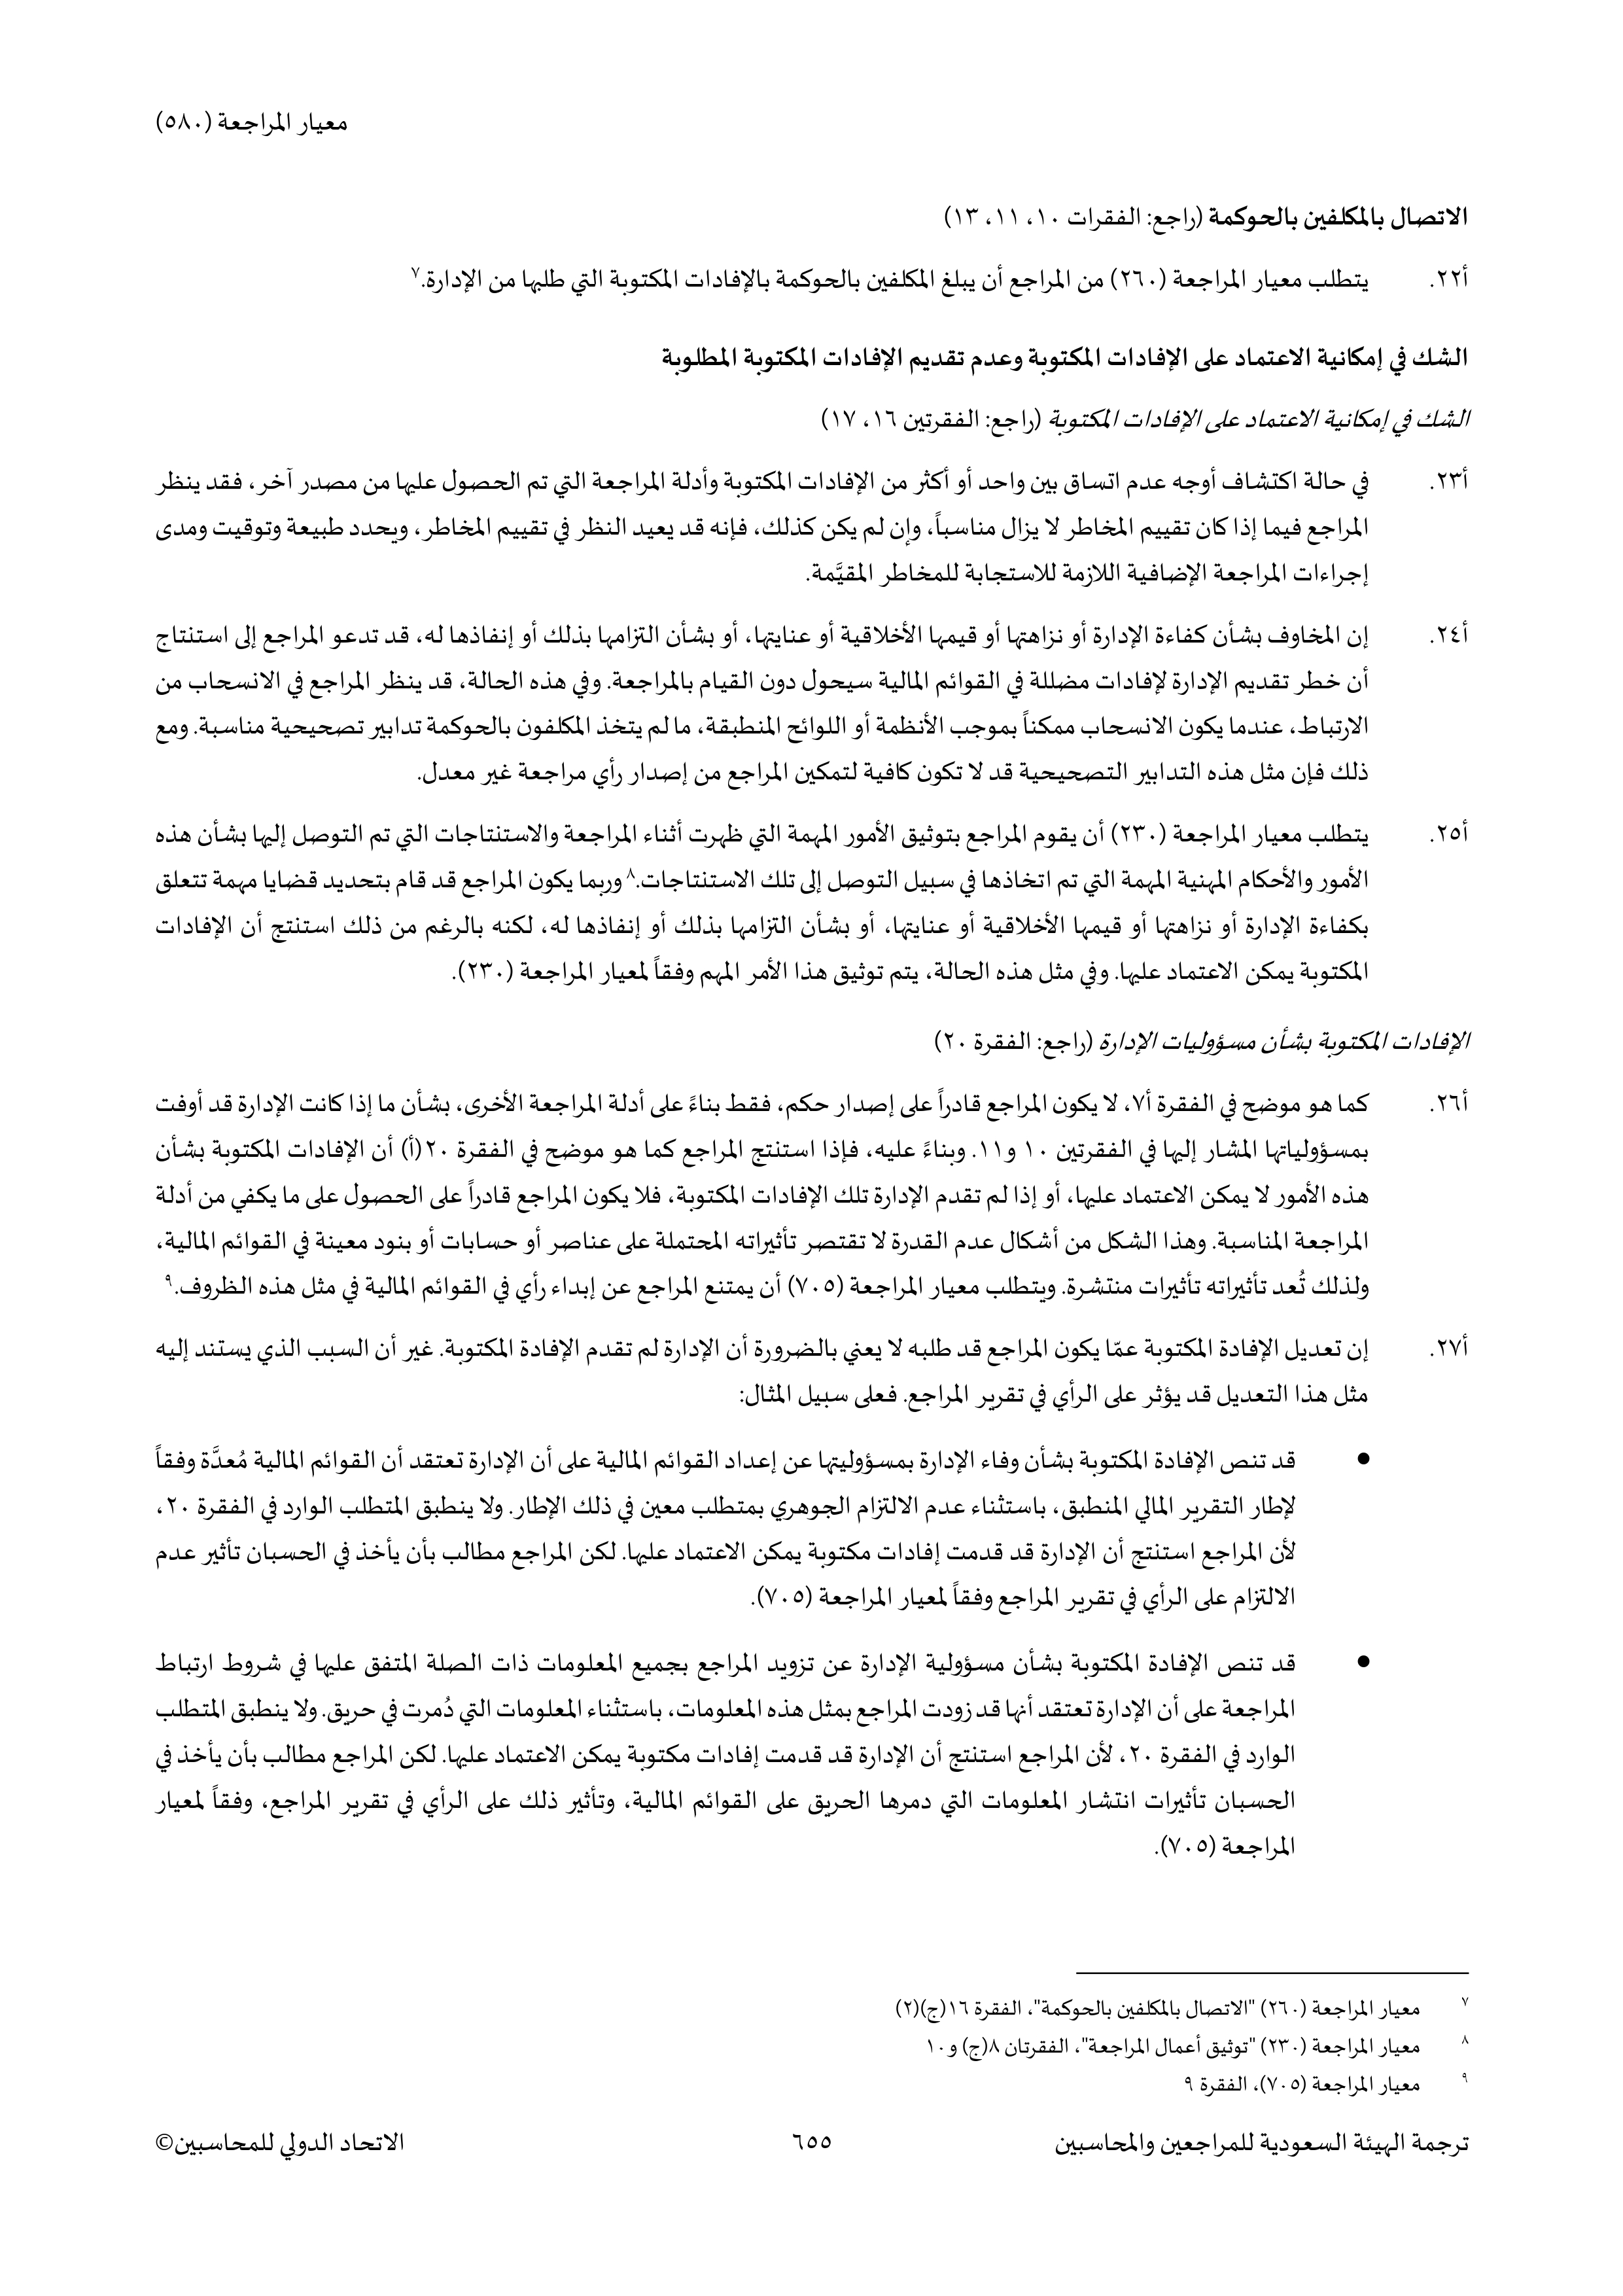 معيار المراجعة (٥٨٠)
الاتصال بالمكلفين بالحوكمة (راجع: الفقرات ١٠، ١١، ١٣)
أ٢٢. يتطلب معيار المراجعة (٢٦٠) من المراجع أن يبلغ المكلفين بالحوكمة بالإفادات المكتوبة التي طلبها من الإدارة.٧
الشك في إمكانية الاعتماد على الإفادات المكتوبة وعدم تقديم الإفادات المكتوبة المطلوبة
الشك في إمكانية الاعتماد على الإفادات المكتوبة (راجع: الفقرتين ١٦، ١٧)
أ٢٣. في حالة اكتشاف أوجه عدم اتساق بين واحد أو أكثر من الإفادات المكتوبة وأدلة المراجعة التي تم الحصول عليها من مصدر آخر، فقد ينظر
المراجع فيما إذا كان تقييم المخاطر لا يزال مناسباً، وإن لم يكن كذلك، فإنه قد يعيد النظر في تقييم المخاطر، ويحدد طبيعة وتوقيت ومدى
إجراءات المراجعة الإضافية اللازمة للاستجابة للمخاطر المقيَّمة.
أ٢٤. إن المخاوف بشأن كفاءة الإدارة أو نزاهتها أو قيمها الأخلاقية أو عنايتها، أو بشأن التزامها بذلك أو إنفاذها له، قد تدعو المراجع إلى استنتاج
أن خطر تقديم الإدارة لإفادات مضللة في القوائم المالية سيحول دون القيام بالمراجعة. وفي هذه الحالة، قد ينظر المراجع في الانسحاب من
الارتباط، عندما يكون الانسحاب ممكناً بموجب الأنظمة أو اللوائح المنطبقة، ما لم يتخذ المكلفون بالحوكمة تدابير تصحيحية مناسبة. ومع
ذلك فإن مثل هذه التدابير التصحيحية قد لا تكون كافية لتمكين المراجع من إصدار رأي مراجعة غير معدل.
أ٢٥. يتطلب معيار المراجعة (٢٣٠) أن يقوم المراجع بتوثيق الأمور المهمة التي ظهرت أثناء المراجعة والاستنتاجات التي تم التوصل إليها بشأن هذه
الأمور والأحكام المهنية المهمة التي تم اتخاذها في سبيل التوصل إلى تلك الاستنتاجات.٨ وربما يكون المراجع قد قام بتحديد قضايا مهمة تتعلق
بكفاءة الإدارة أو نزاهتها أو قيمها الأخلاقية أو عنايتها، أو بشأن التزامها بذلك أو إنفاذها له، لكنه بالرغم من ذلك استنتج أن الإفادات
المكتوبة يمكن الاعتماد عليها. وفي مثل هذه الحالة، يتم توثيق هذا الأمر المهم وفقاً لمعيار المراجعة (٢٣٠).
الإفادات المكتوبة بشأن مسؤوليات الإدارة (راجع: الفقرة ٢٠)
أ٢٦. كما هو موضح في الفقرة أ٧، لا يكون المراجع قادراً على إصدار حكم، فقط بناءً على أدلة المراجعة الأخرى، بشأن ما إذا كانت الإدارة قد أوفت
بمسؤولياتها المشار إليها في الفقرتين ١٠ و١١. وبناءً عليه، فإذا استنتج المراجع كما هو موضح في الفقرة ٢٠(أ) أن الإفادات المكتوبة بشأن
هذه الأمور لا يمكن الاعتماد عليها، أو إذا لم تقدم الإدارة تلك الإفادات المكتوبة، فلا يكون المراجع قادراً على الحصول على ما يكفي من أدلة
المراجعة المناسبة. وهذا الشكل من أشكال عدم القدرة لا تقتصر تأثيراته المحتملة على عناصر أو حسابات أو بنود معينة في القوائم المالية،
ولذلك تُعد تأثيراته تأثيرات منتشرة. ويتطلب معيار المراجعة (٧٠٥) أن يمتنع المراجع عن إبداء رأي في القوائم المالية في مثل هذه الظروف.٩
أ٢٧. إن تعديل الإفادة المكتوبة عمّا يكون المراجع قد طلبه لا يعني بالضرورة أن الإدارة لم تقدم الإفادة المكتوبة. غير أن السبب الذي يستند إليه
مثل هذا التعديل قد يؤثر على الرأي في تقرير المراجع. فعلى سبيل المثال:
● قد تنص الإفادة المكتوبة بشأن وفاء الإدارة بمسؤوليتها عن إعداد القوائم المالية على أن الإدارة تعتقد أن القوائم المالية مُعدَّة وفقاً
لإطار التقرير المالي المنطبق، باستثناء عدم الالتزام الجوهري بمتطلب معين في ذلك الإطار. ولا ينطبق المتطلب الوارد في الفقرة ٢٠،
لأن المراجع استنتج أن الإدارة قد قدمت إفادات مكتوبة يمكن الاعتماد عليها. لكن المراجع مطالب بأن يأخذ في الحسبان تأثير عدم
الالتزام على الرأي في تقرير المراجع وفقاً لمعيار المراجعة (٧٠٥).
● قد تنص الإفادة المكتوبة بشأن مسؤولية الإدارة عن تزويد المراجع بجميع المعلومات ذات الصلة المتفق عليها في شروط ارتباط
المراجعة على أن الإدارة تعتقد أنها قد زودت المراجع بمثل هذه المعلومات، باستثناء المعلومات التي دُمرت في حريق. ولا ينطبق المتطلب
الوارد في الفقرة ٢٠، لأن المراجع استنتج أن الإدارة قد قدمت إفادات مكتوبة يمكن الاعتماد عليها. لكن المراجع مطالب بأن يأخذ في
الحسبان تأثيرات انتشار المعلومات التي دمرها الحريق على القوائم المالية، وتأثير ذلك على الرأي في تقرير المراجع، وفقاً لمعيار
المراجعة (٧٠٥).
٧ معيار المراجعة (٢٦٠) "الاتصال بالمكلفين بالحوكمة"، الفقرة ١٦(ج)(٢)
٨ معيار المراجعة (٢٣٠) "توثيق أعمال المراجعة"، الفقرتان ٨(ج) و١٠
٩ معيار المراجعة (٧٠٥)، الفقرة ٩
ترجمة الهيئة السعودية للمراجعين والمحاسبين ٦٥٥ الاتحاد الدولي للمحاسبين©